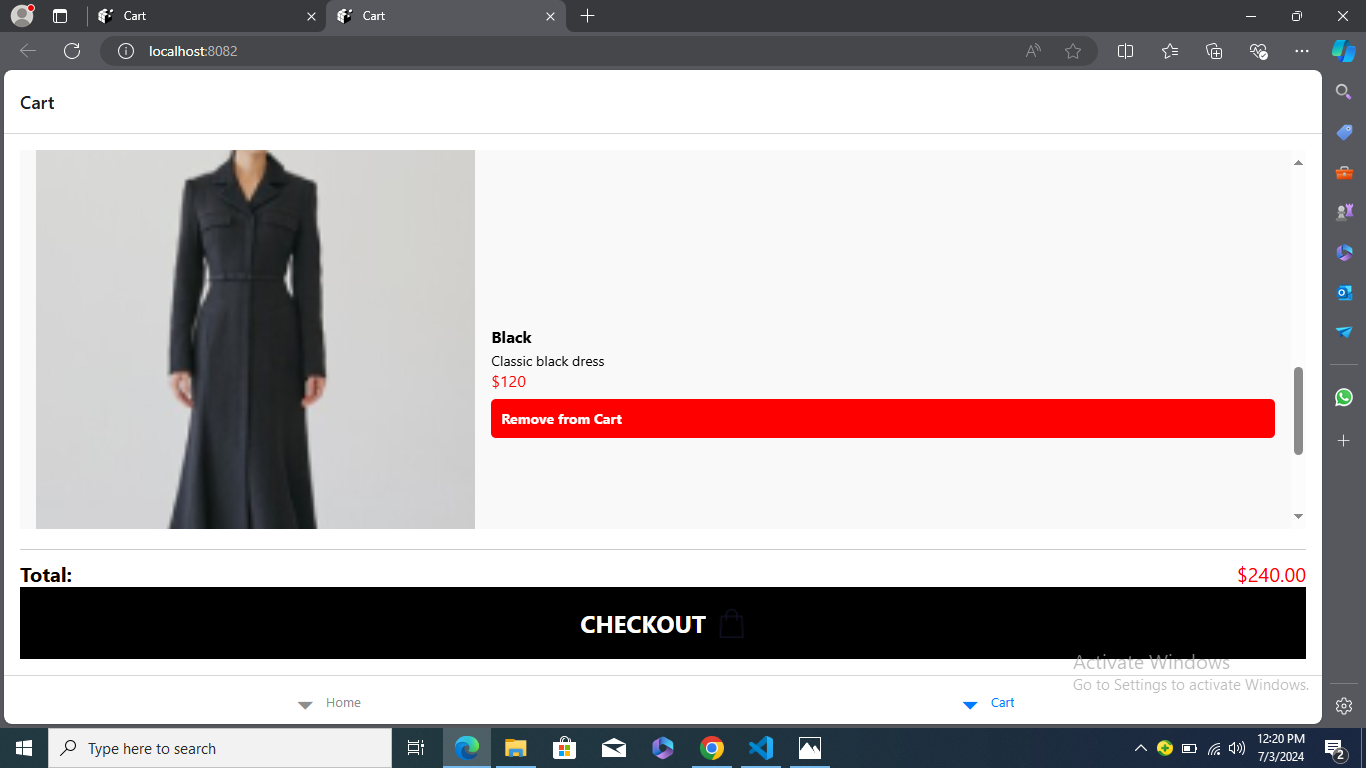 Cart
Cart
localhost:8082
Cart
Black
Classic black dress
$120
Remove from Cart
Total:
$240.00
CHECKOUT
Activate Windows
Go to Settings to activate Windows.
Home
Cart
Type here to search
12:20 PM
7/3/2024
2